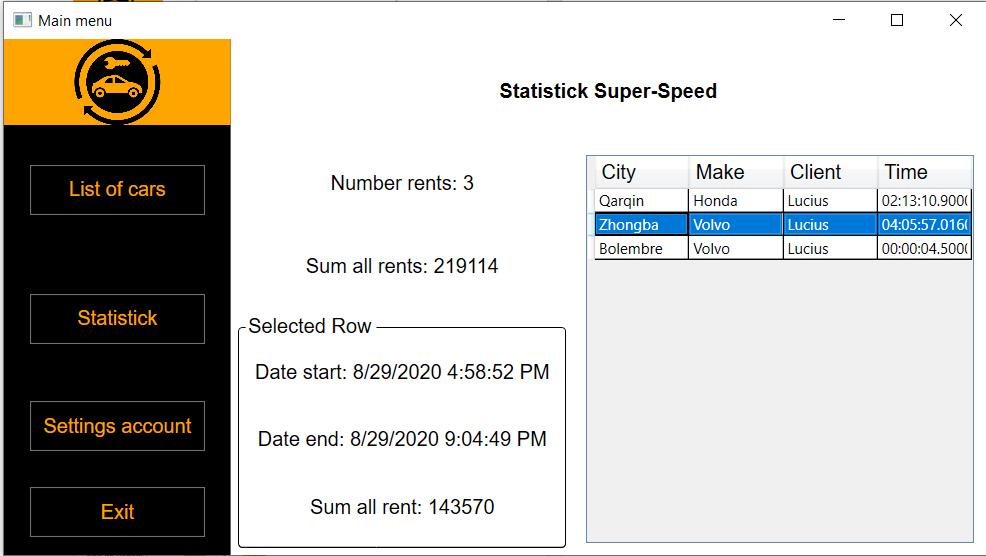 Main menu
List of cars
Statistick
Settings account
Exit
Statistick Super-Speed
Number rents: 3
Sum all rents: 219114
Selected Row
Date start: 8/29/2020 4:58:52 PM
Date end: 8/29/2020 9:04:49 PM
Sum all rent: 143570
City Make Client Time
Qarqin Honda Lucius 02:13:10.900
Zhongba Volvo Lucius 04:05:57.016
Bolembre Volvo Lucius 00:00:04.500